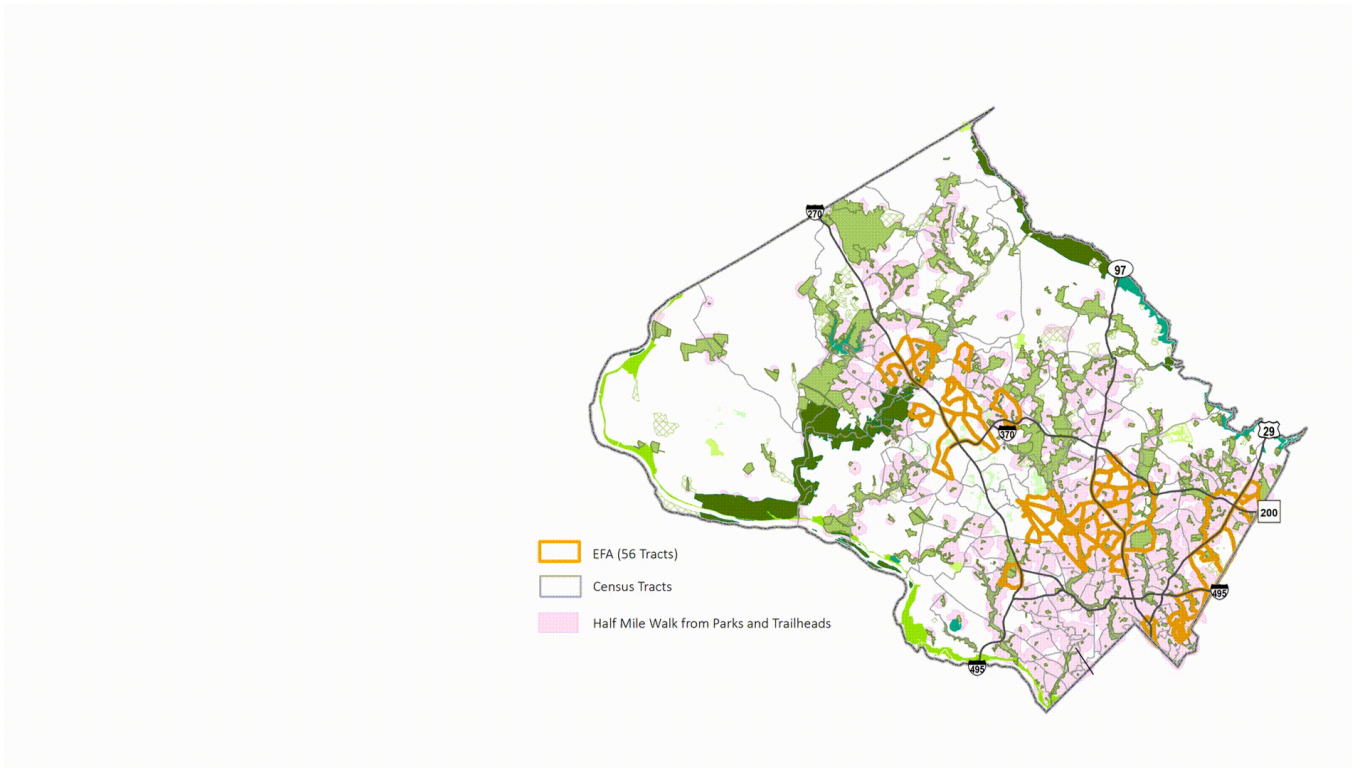 270
97
29
370
200
EFA (56 Tracts)
Census Tracts
495
Half Mile Walk from Parks and Trailheads
495